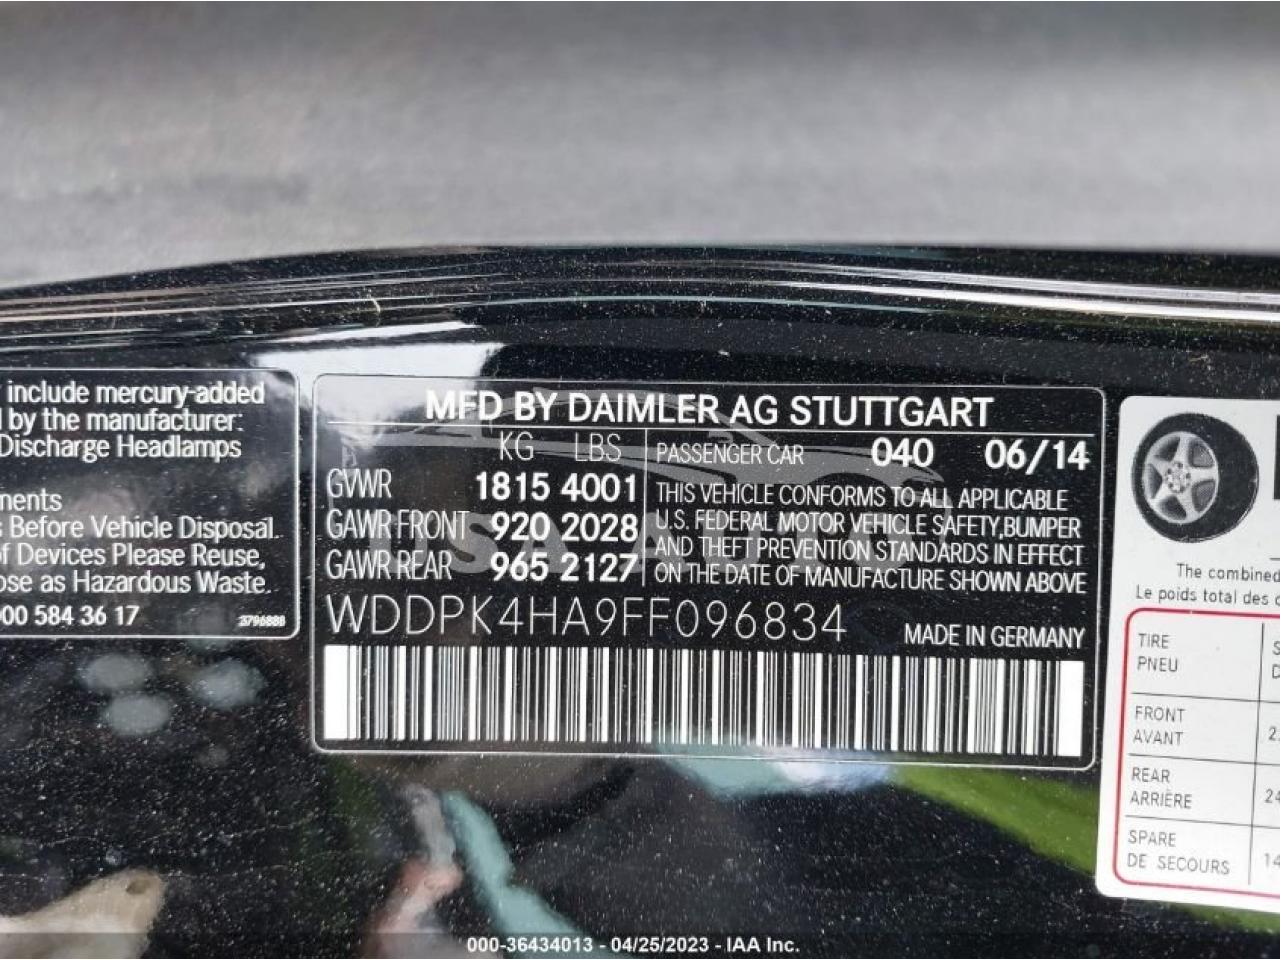 include mercury-added
d by the manufacturer:
Discharge Headlamps
Before Vehicle Disposal.
of Devices Please Reuse,
as Hazardous Waste.
00 584 36 17
3796888
MFD BY DAIMLER AG STUTTGART
KG LBS
GVWR 1815 4001
GAWR FRONT 920 2028
GAWR REAR 965 2127
PASSENGER CAR 040 06/14
THIS VEHICLE CONFORMS TO ALL APPLICABLE
U.S. FEDERAL MOTOR VEHICLE SAFETY,BUMPER
AND THEFT PREVENTION STANDARDS IN EFFECT
ON THE DATE OF MANUFACTURE SHOWN ABOVE
WDDPK4HA9FF096834
MADE IN GERMANY
The combined
Le poids total des
TIRE
PNEU
FRONT
AVANT
REAR
ARRIÈRE
24
SPARE
DE SECOURS
14
000-36434013 - 04/25/2023 - IAA Inc.